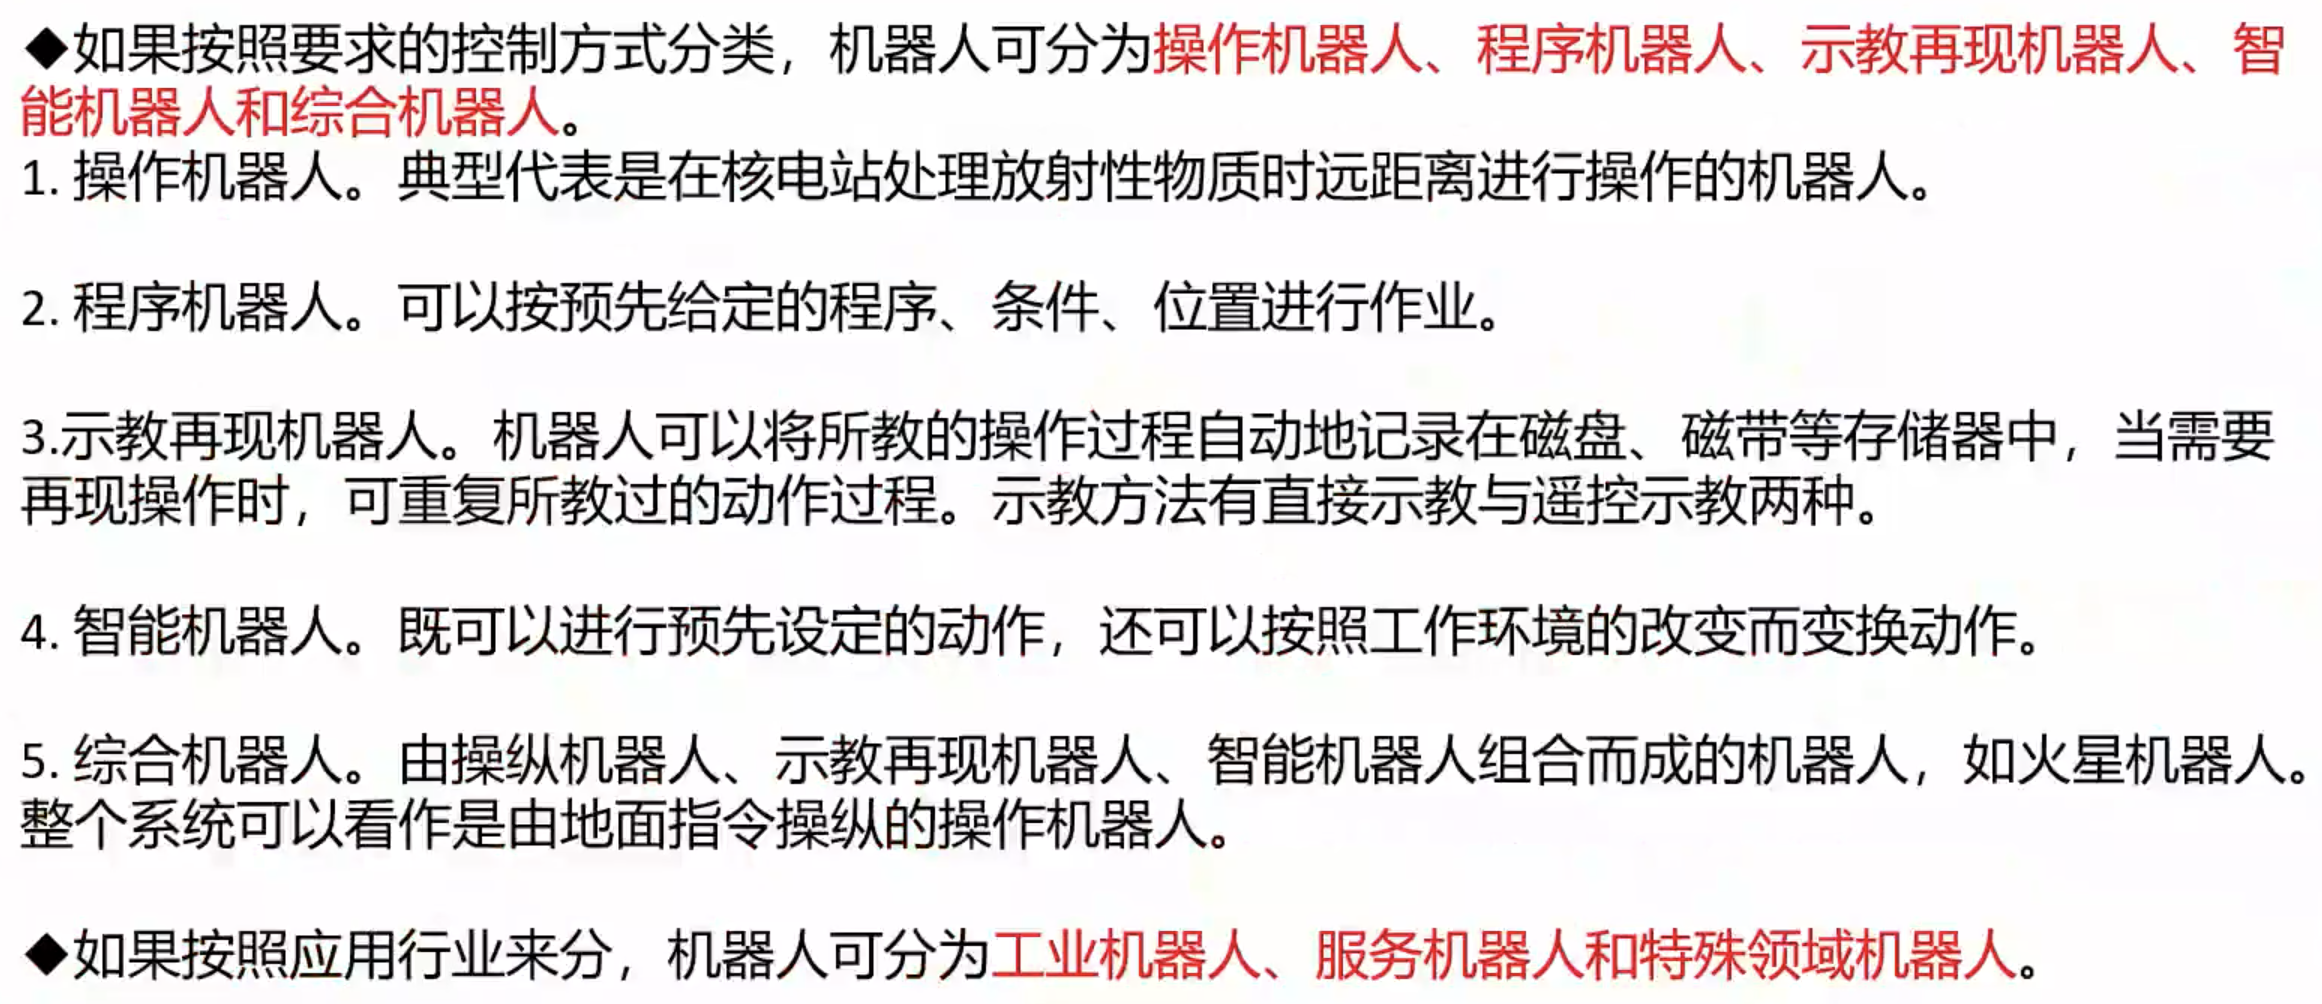 ◆如果按照要求的控制方式分类，机器人可分为操作机器人、程序机器人、示教再现机器人、智
能机器人和综合机器人。
1. 操作机器人。典型代表是在核电站处理放射性物质时远距离进行操作的机器人。
2. 程序机器人。可以按预先给定的程序、条件、位置进行作业。
3.示教再现机器人。机器人可以将所教的操作过程自动地记录在磁盘、磁带等存储器中，当需要
再现操作时，可重复所教过的动作过程。示教方法有直接示教与遥控示教两种。
4. 智能机器人。既可以进行预先设定的动作，还可以按照工作环境的改变而变换动作。
5. 综合机器人。由操纵机器人、示教再现机器人、智能机器人组合而成的机器人，如火星机器人。
整个系统可以看作是由地面指令操纵的操作机器人。
◆如果按照应用行业来分，机器人可分为工业机器人、服务机器人和特殊领域机器人。